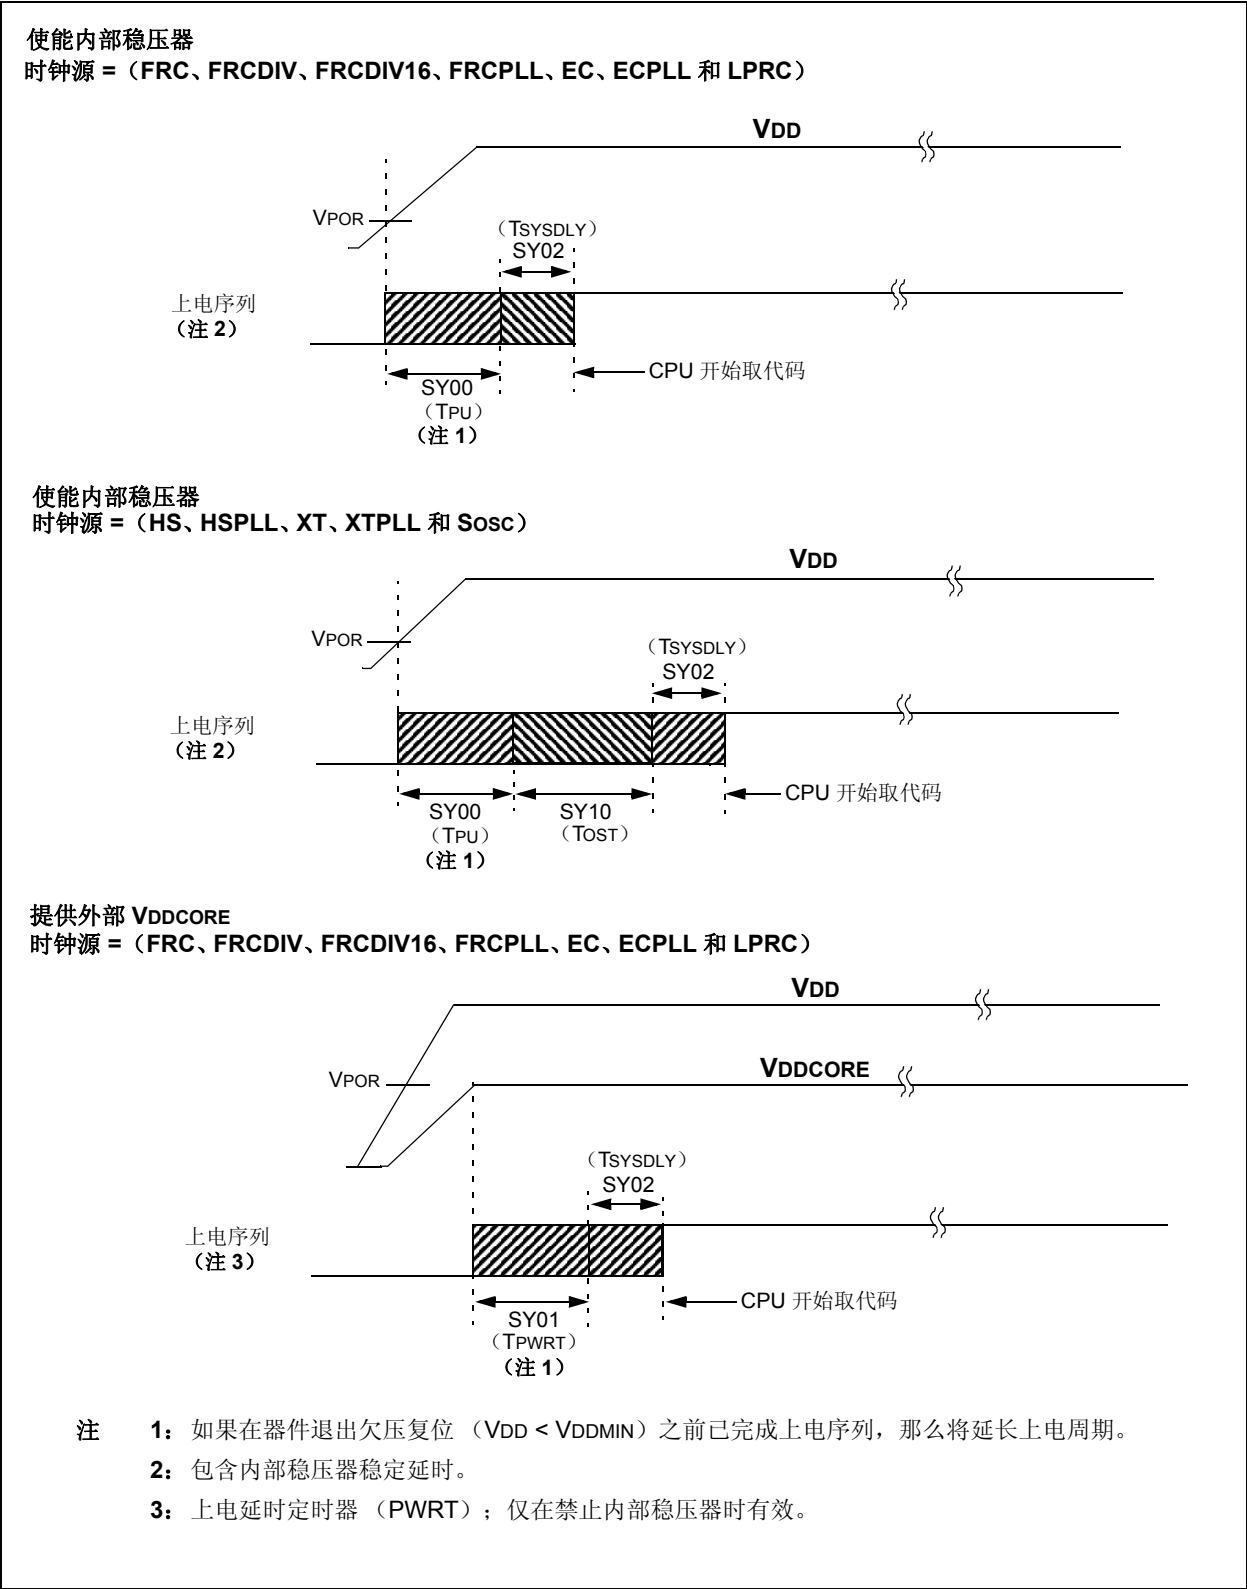 使能内部稳压器
时钟源 =（FRC、FRCDIV、FRCDIV16、FRCPLL、EC、ECPLL 和 LPRC）
VDD
VPOR
（TSYSDLY）
SY02
上电序列
（注 2）
CPU 开始取代码
SY00
（TPU）
（注 1）
使能内部稳压器
时钟源 =（HS、HSPLL、XT、XTPLL 和 SOSC）
VDD
VPOR
（TSYSDLY）
SY02
上电序列
（注 2）
CPU 开始取代码
SY00
（TPU）
（注 1）
SY10
（TOST）
提供外部 VDDCORE
时钟源 =（FRC、FRCDIV、FRCDIV16、FRCPLL、EC、ECPLL 和 LPRC）
VDD
VPOR
VDDCORE
（TSYSDLY）
SY02
上电序列
（注 3）
CPU 开始取代码
SY01
（TPWRT）
（注 1）
注 1：如果在器件退出欠压复位 （VDD < VDDMIN）之前已完成上电序列，那么将延长上电周期。
2：包含内部稳压器稳定延时。
3：上电延时定时器 （PWRT）；仅在禁止内部稳压器时有效。